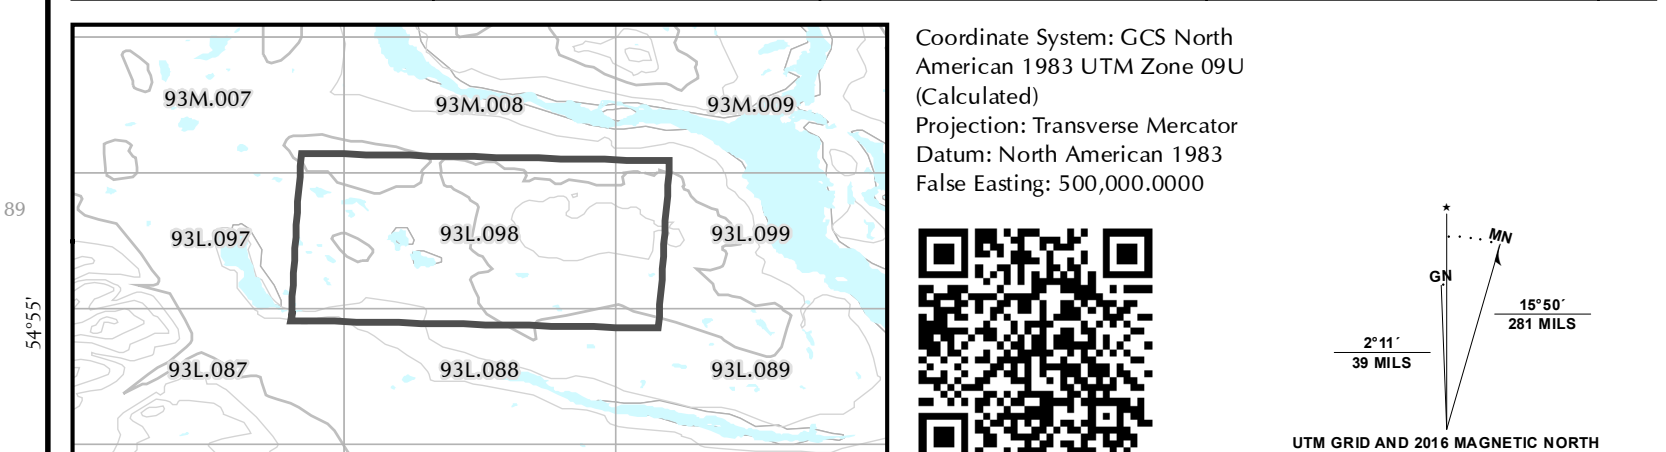 93M.007
93M.008
93M.009
93L.097
93L.098
93L.099
93L.087
93L.088
93L.089
89
54°55'
Coordinate System: GCS North
American 1983 UTM Zone 09U
(Calculated)
Projection: Transverse Mercator
Datum: North American 1983
False Easting: 500,000.0000
MN
GN
15°50´
281 MILS
2°11´
39 MILS
UTM GRID AND 2016 MAGNETIC NORTH